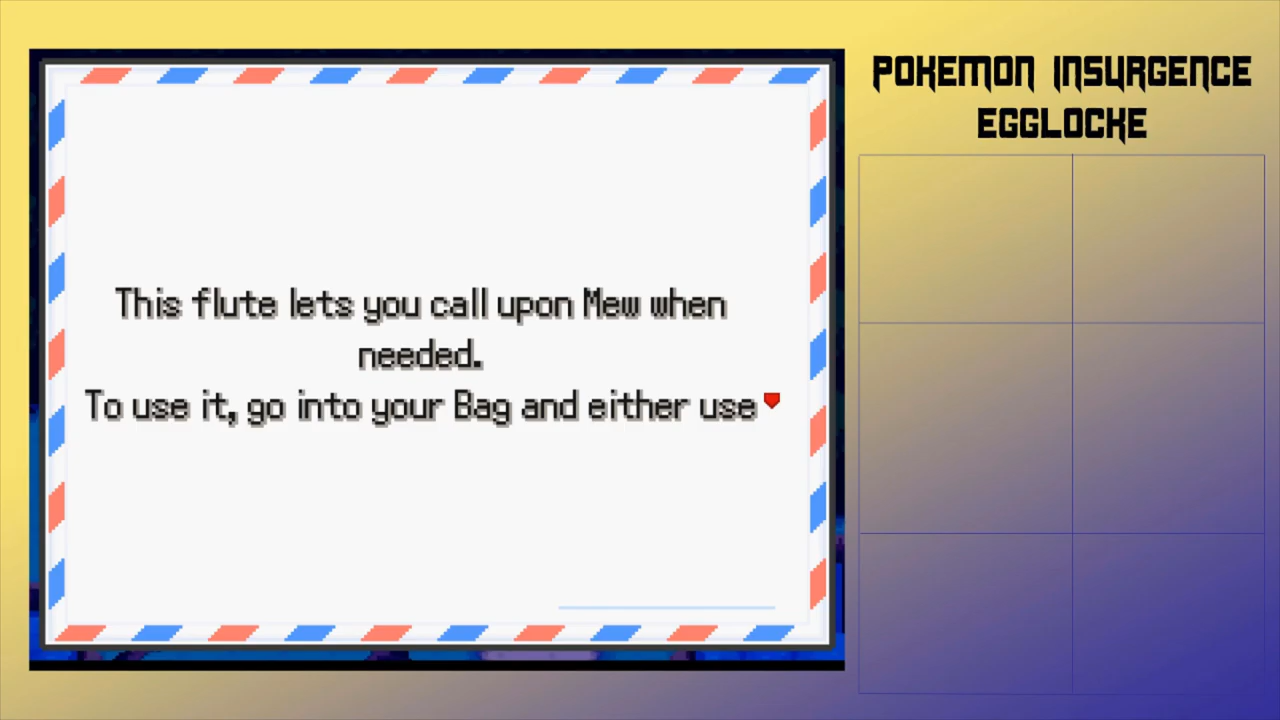 POKEMON INSURGENCE
EGGLOCKE
This flute lets you call upon Mew when
needed.
To use it, go into your Bag and either use